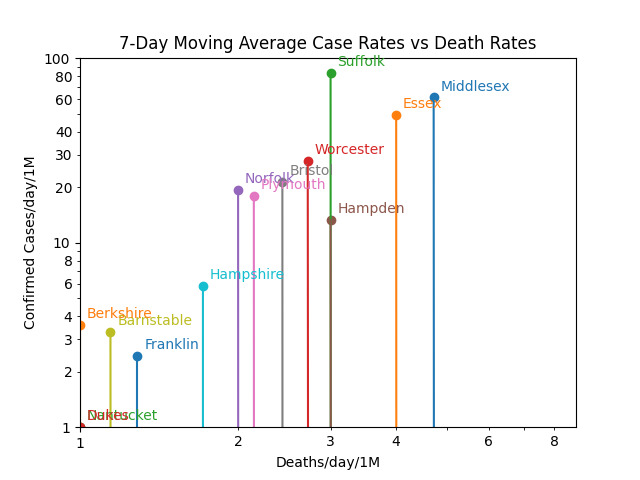 7-Day Moving Average Case Rates vs Death Rates
100
80
60
40
30
20
10
8
6
4
3
2
1
Confirmed Cases/day/1M
Suffolk
Middlesex
Essex
Worcester
Bristol
Norfolk
Plymouth
Hampden
Hampshire
Berkshire
Barnstable
Franklin
Nantucket
Dukes
1
2
3
4
6
8
Deaths/day/1M